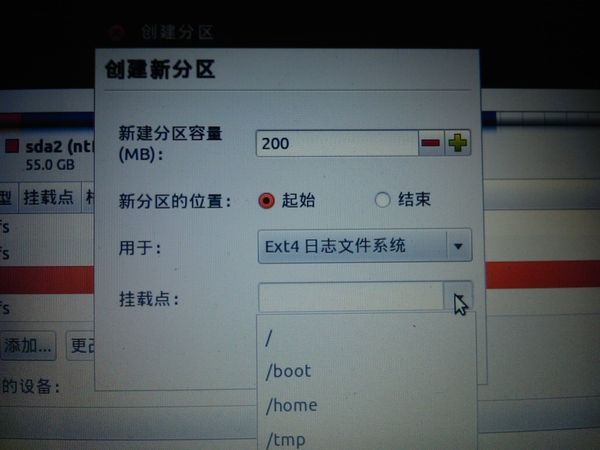 创建分区
创建新分区
新建分区容量
(MB)：
200
sda2 (ntf
55.0 GB
新分区的位置：
起始
结束
型
挂载点
用于：
Ext4 日志文件系统
fs
fs
挂载点：
fs
/
添加...
更改
/boot
的设备：
/home
/tmp